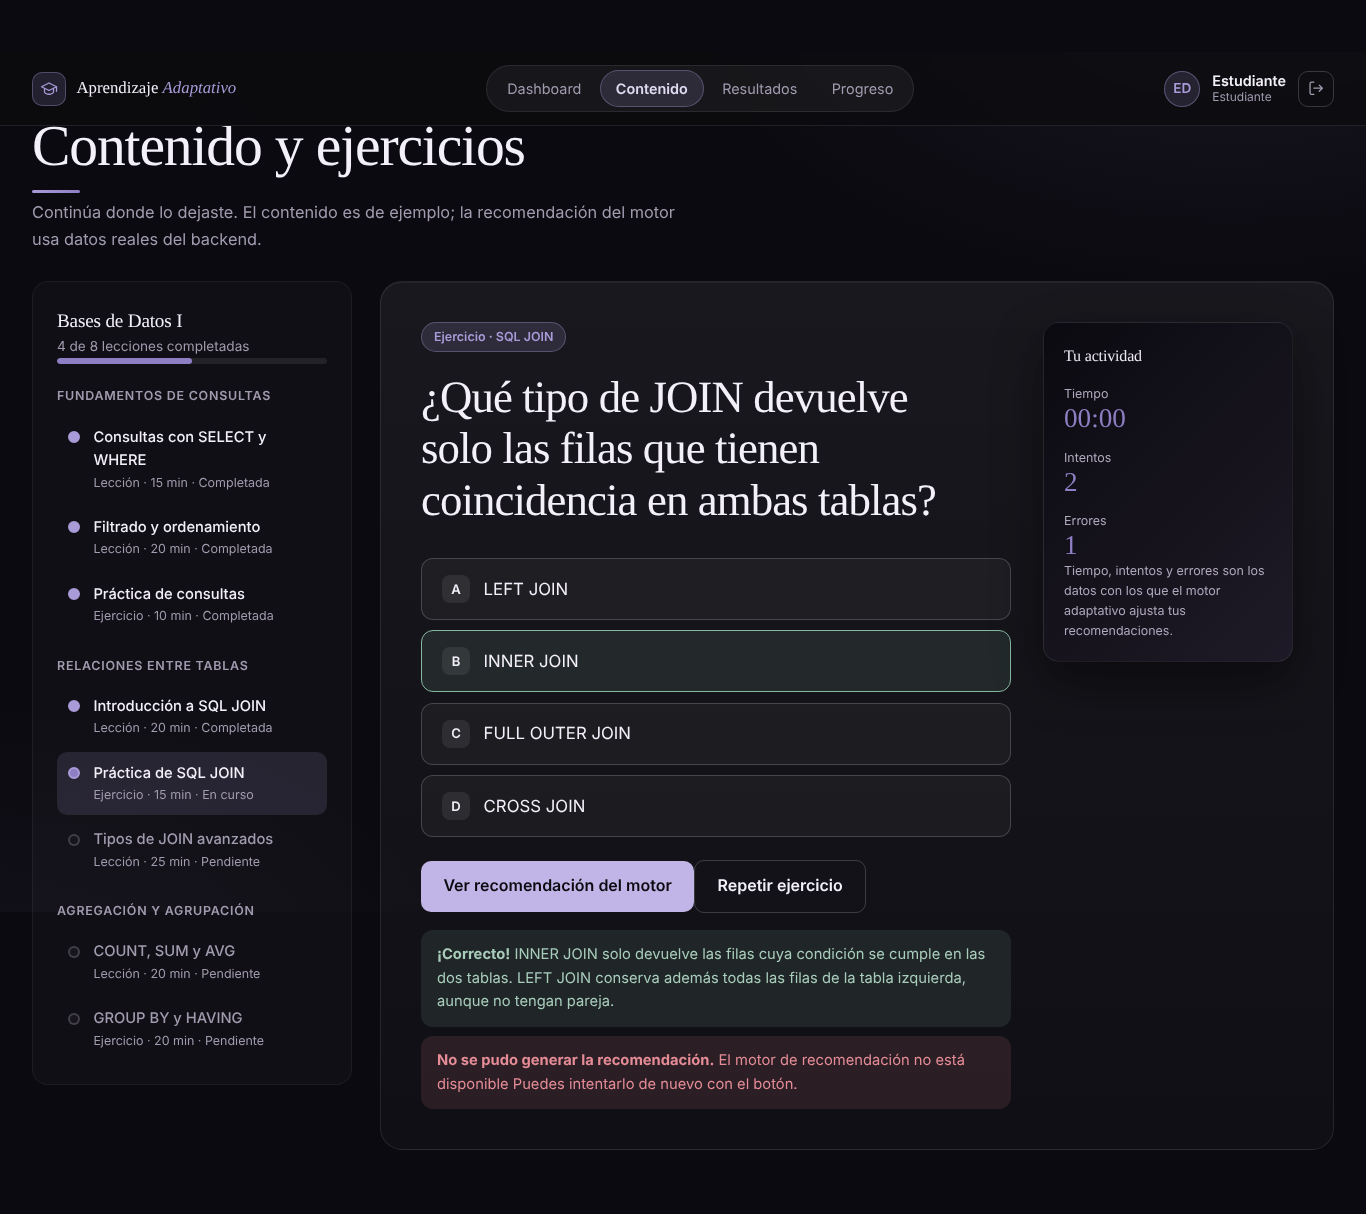 Aprendizaje Adaptativo
Dashboard
Contenido
Resultados
Progreso
ED
Estudiante
Estudiante
Contenido y ejercicios
Continúa donde lo dejaste. El contenido es de ejemplo; la recomendación del motor
usa datos reales del backend.
Bases de Datos I
4 de 8 lecciones completadas
FUNDAMENTOS DE CONSULTAS
Consultas con SELECT y
WHERE
Lección · 15 min · Completada
Filtrado y ordenamiento
Lección · 20 min · Completada
Práctica de consultas
Ejercicio · 10 min · Completada
RELACIONES ENTRE TABLAS
Introducción a SQL JOIN
Lección · 20 min · Completada
Práctica de SQL JOIN
Ejercicio · 15 min · En curso
Tipos de JOIN avanzados
Lección · 25 min · Pendiente
AGREGACIÓN Y AGRUPACIÓN
COUNT, SUM y AVG
Lección · 20 min · Pendiente
GROUP BY y HAVING
Ejercicio · 20 min · Pendiente
Ejercicio · SQL JOIN
¿Qué tipo de JOIN devuelve
solo las filas que tienen
coincidencia en ambas tablas?
A LEFT JOIN
B INNER JOIN
C FULL OUTER JOIN
D CROSS JOIN
Ver recomendación del motor
Repetir ejercicio
¡Correcto! INNER JOIN solo devuelve las filas cuya condición se cumple en las
dos tablas. LEFT JOIN conserva además todas las filas de la tabla izquierda,
aunque no tengan pareja.
No se pudo generar la recomendación. El motor de recomendación no está
disponible Puedes intentarlo de nuevo con el botón.
Tu actividad
Tiempo
00:00
Intentos
2
Errores
1
Tiempo, intentos y errores son los
datos con los que el motor
adaptativo ajusta tus
recomendaciones.